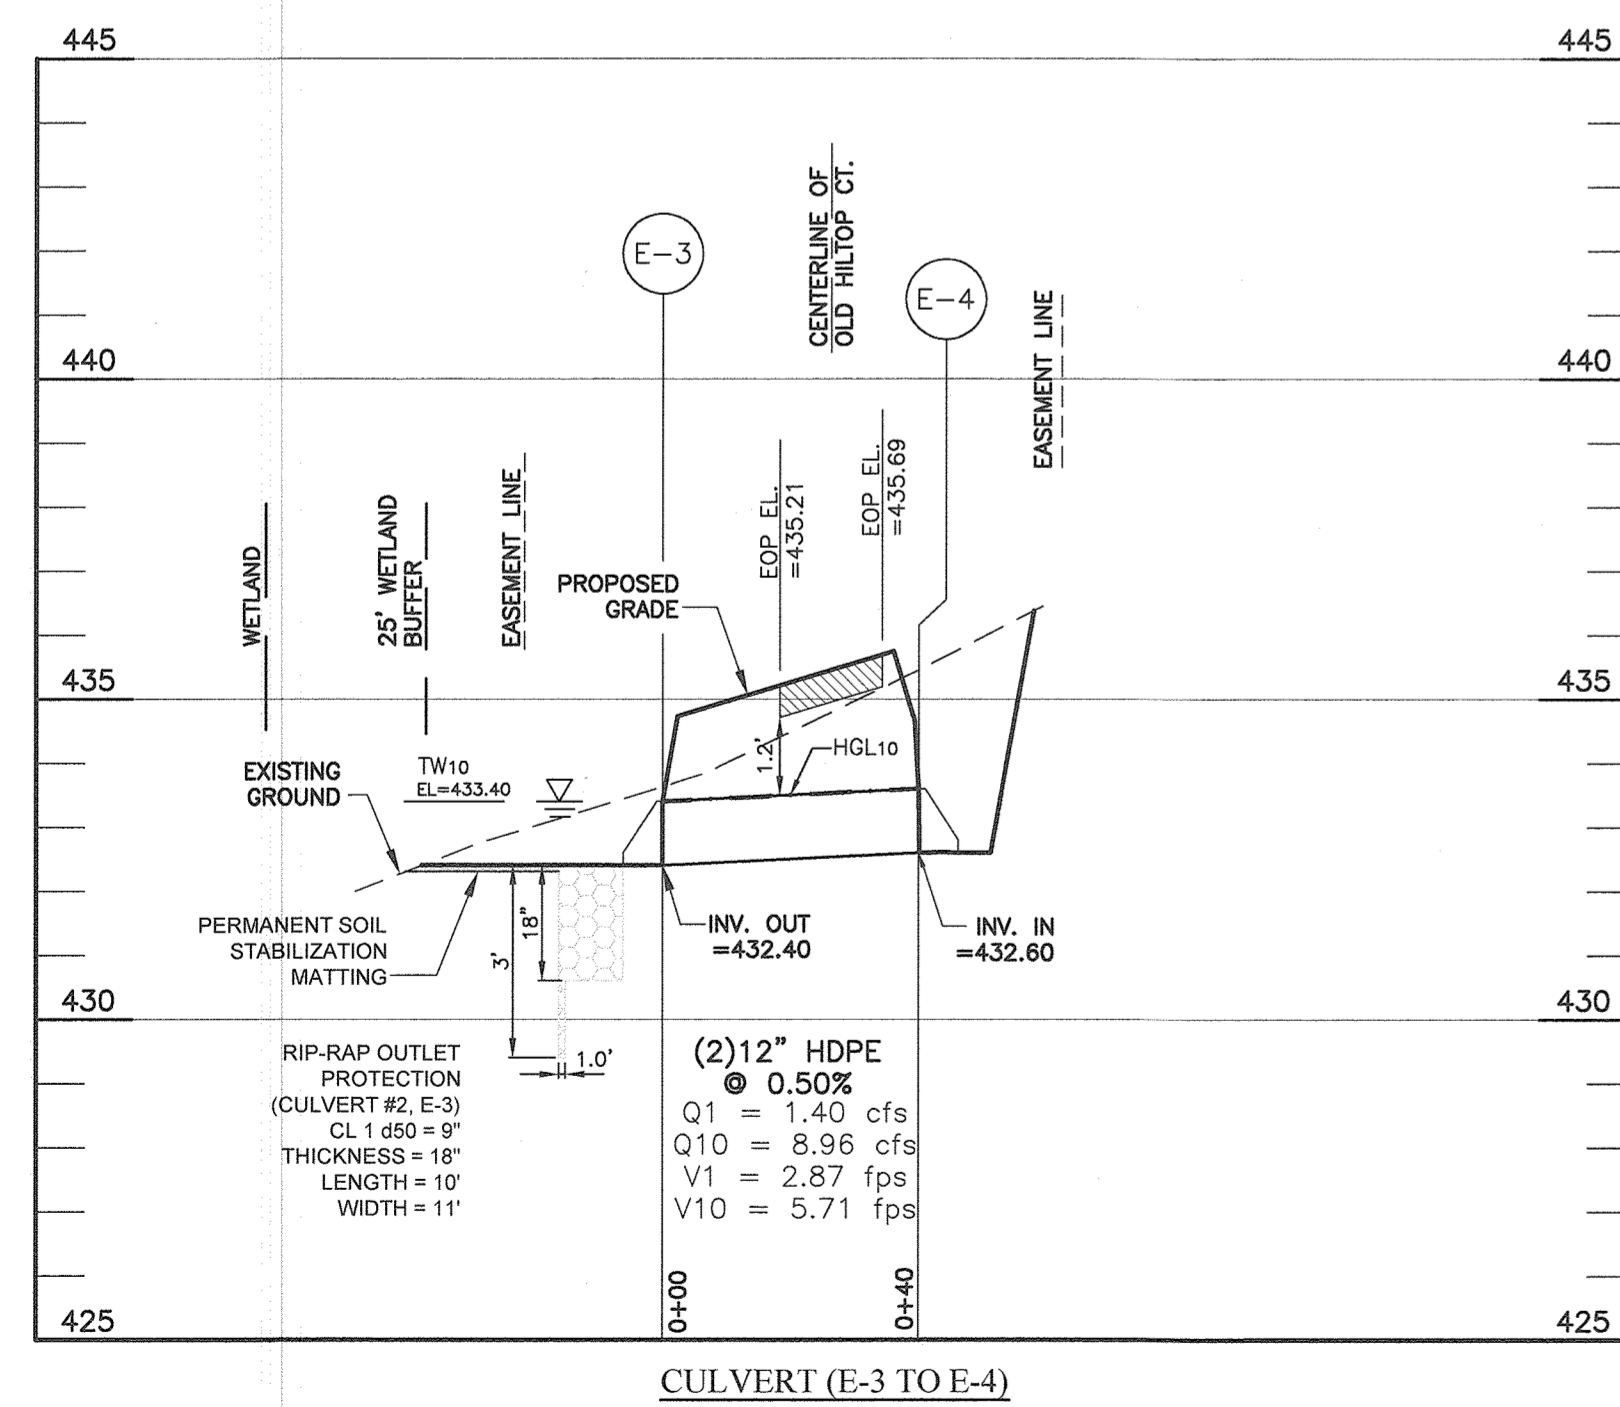 445
445
440
440
435
435
430
430
425
425
WETLAND
25' WETLAND
BUFFER
EASEMENT LINE
E-3
CENTERLINE OF
OLD HILLTOP CT.
E-4
EASEMENT LINE
PROPOSED
GRADE
EOP EL.
=435.21
EOP EL.
=435.69
EXISTING
GROUND
TW10
EL=433.40
1.2'
HGL10
PERMANENT SOIL
STABILIZATION
MATTING
3'
18"
INV. OUT
=432.40
INV. IN
=432.60
RIP-RAP OUTLET
PROTECTION
(CULVERT #2, E-3)
CL 1 d50 = 9"
THICKNESS = 18"
LENGTH = 10'
WIDTH = 11'
1.0'
(2)12" HDPE
@ 0.50%
Q1 = 1.40 cfs
Q10 = 8.96 cfs
V1 = 2.87 fps
V10 = 5.71 fps
0+00
0+40
CULVERT (E-3 TO E-4)